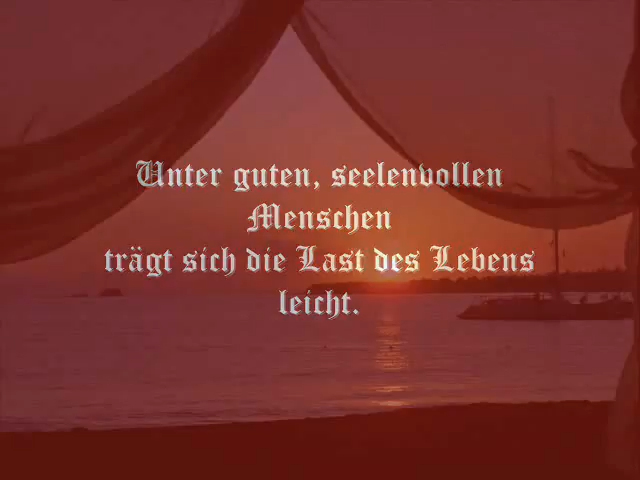 Unter guten, seelenvollen
Menschen
trägt sich die Last des Lebens
leicht.